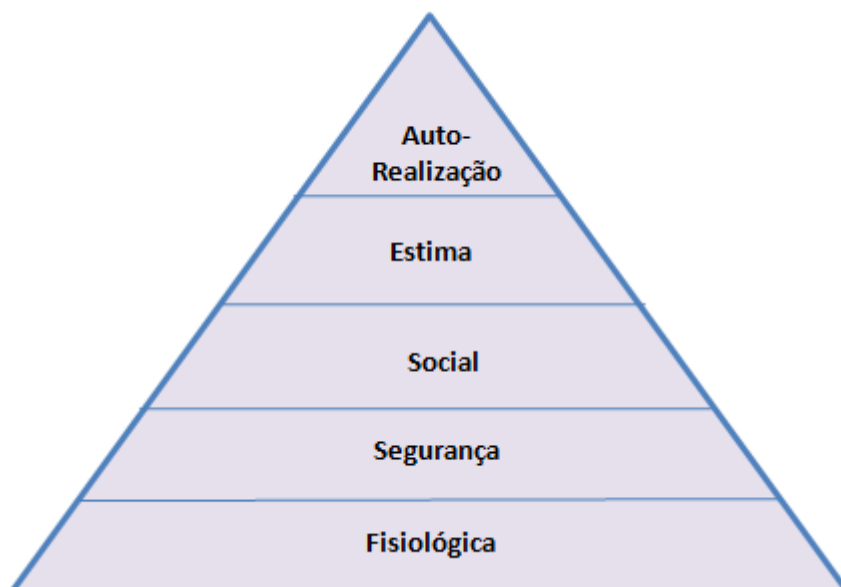 Auto-
Realização
Estima
Social
Segurança
Fisiológica